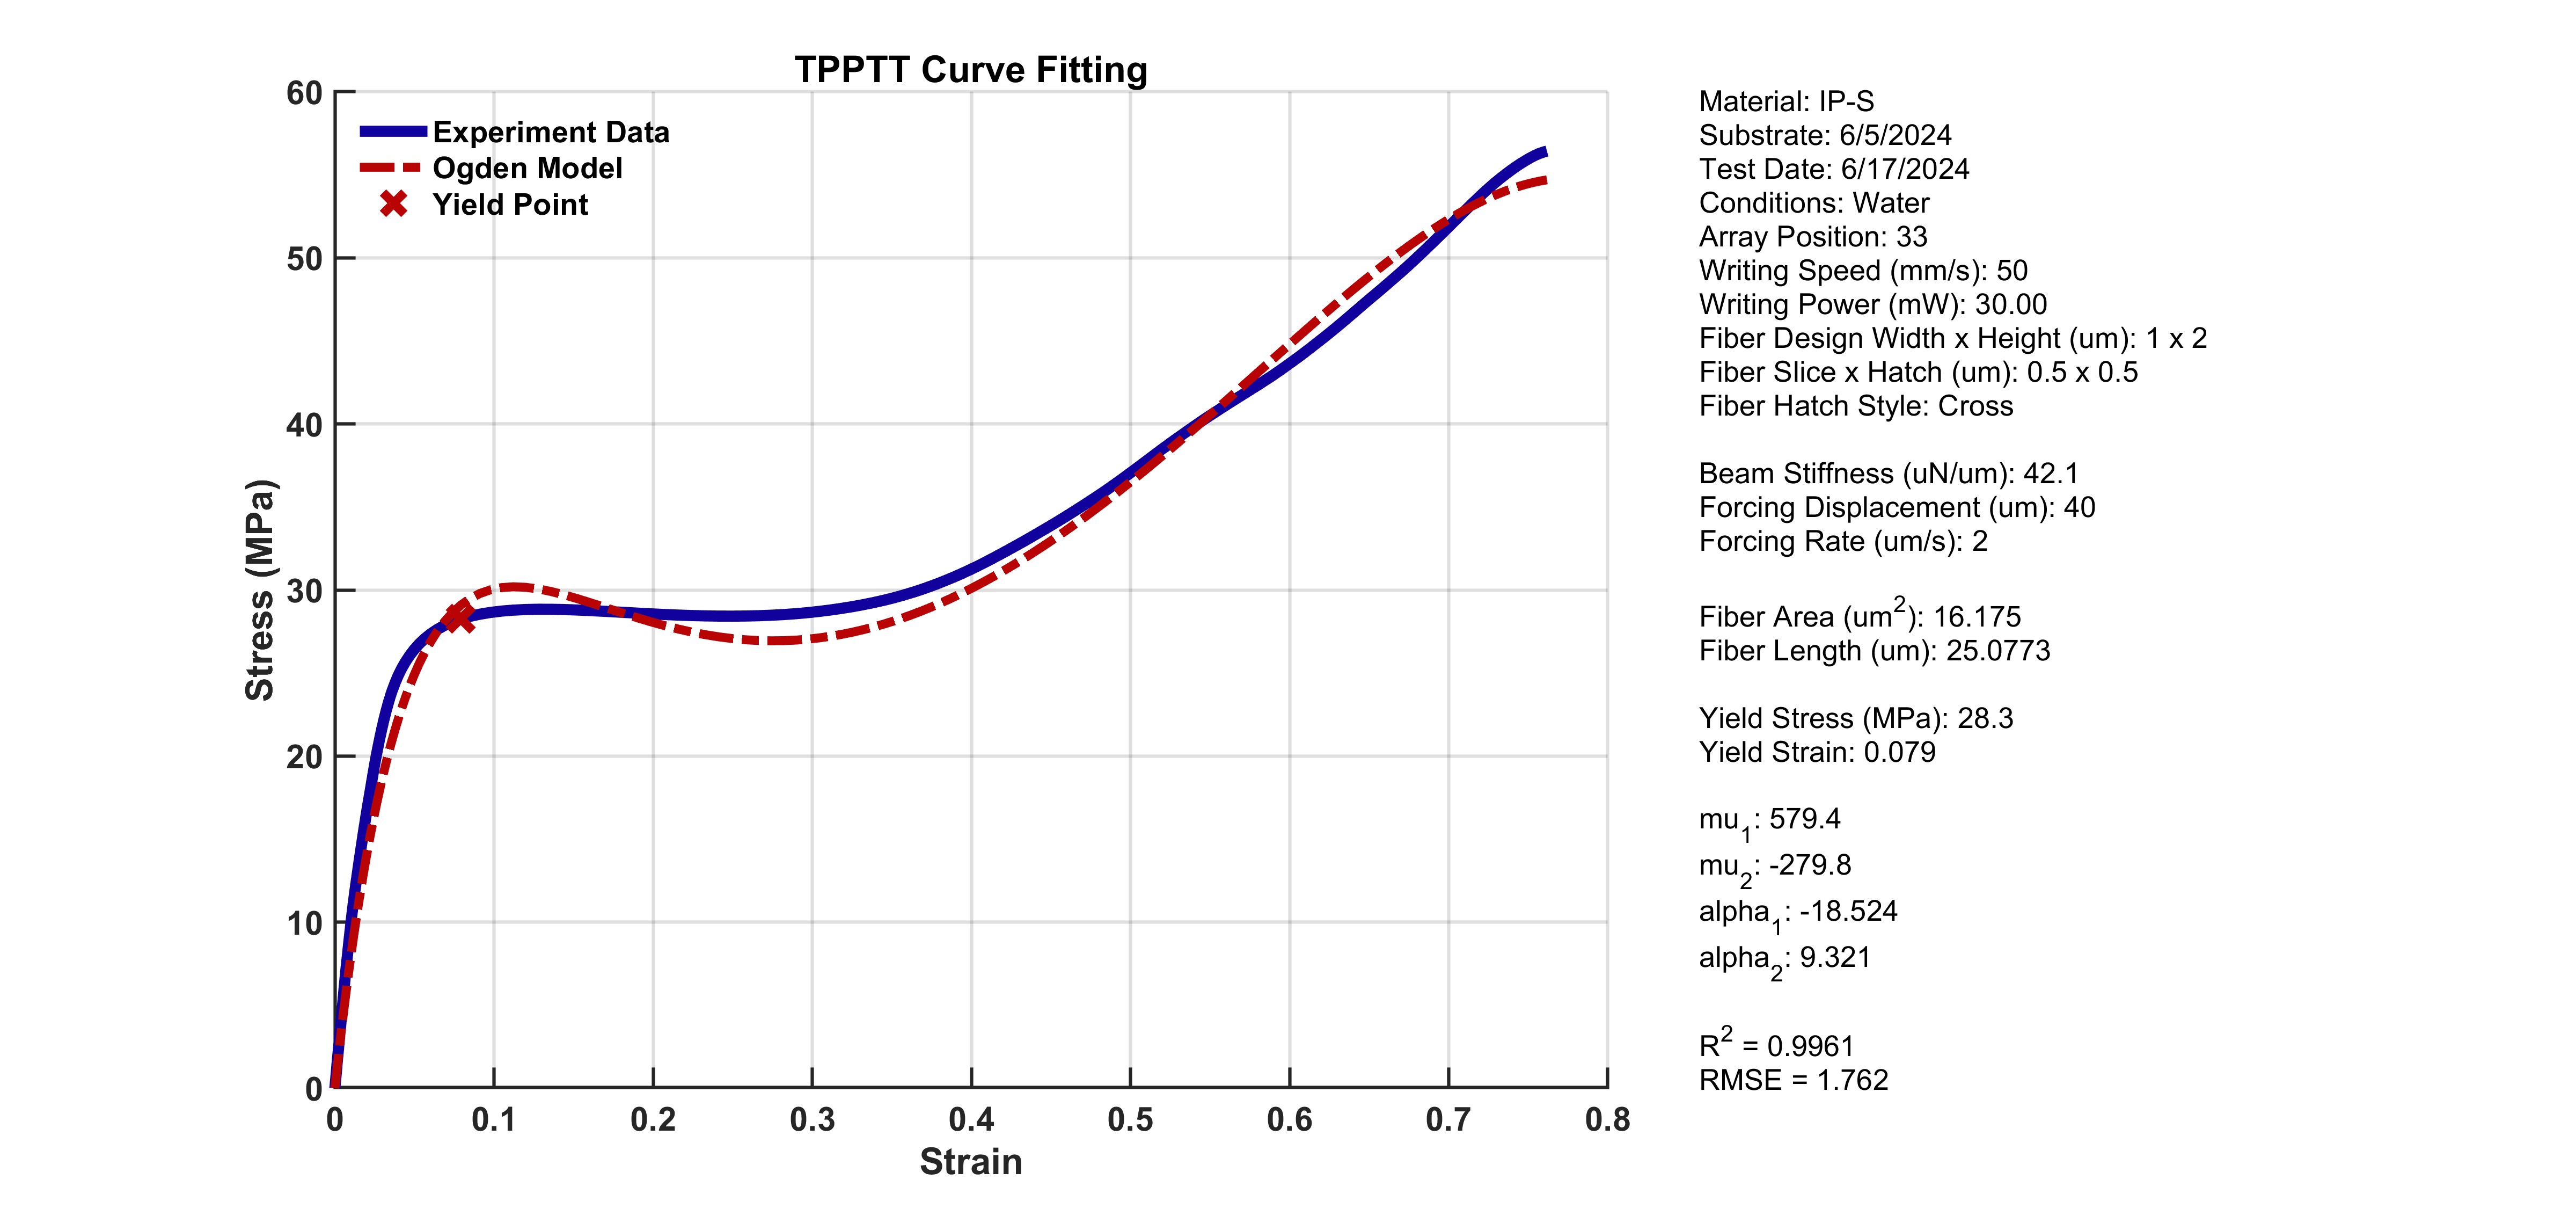 TPPTT Curve Fitting
60
50
40
30
20
10
0
Stress (MPa)
0 0.1 0.2 0.3 0.4 0.5 0.6 0.7 0.8
Strain
Experiment Data
Ogden Model
Yield Point
Material: IP-S
Substrate: 6/5/2024
Test Date: 6/17/2024
Conditions: Water
Array Position: 33
Writing Speed (mm/s): 50
Writing Power (mW): 30.00
Fiber Design Width x Height (um): 1 x 2
Fiber Slice x Hatch (um): 0.5 x 0.5
Fiber Hatch Style: Cross
Beam Stiffness (uN/um): 42.1
Forcing Displacement (um): 40
Forcing Rate (um/s): 2
Fiber Area (um²): 16.175
Fiber Length (um): 25.0773
Yield Stress (MPa): 28.3
Yield Strain: 0.079
mu₁: 579.4
mu₂: -279.8
alpha₁: -18.524
alpha₂: 9.321
R² = 0.9961
RMSE = 1.762